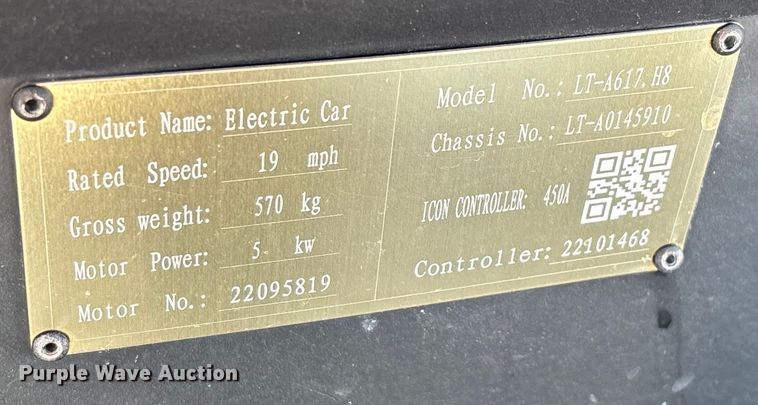 Product Name: Electric Car
Rated Speed: 19 mph
Gross weight: 570 kg
Motor Power: 5 kw
Motor No.: 22095819
Model No.: LT-A617.H8
Chassis No.: LT-A0145910
ICON CONTROLLER: 450A
Controller: 22101468
Purple Wave Auction